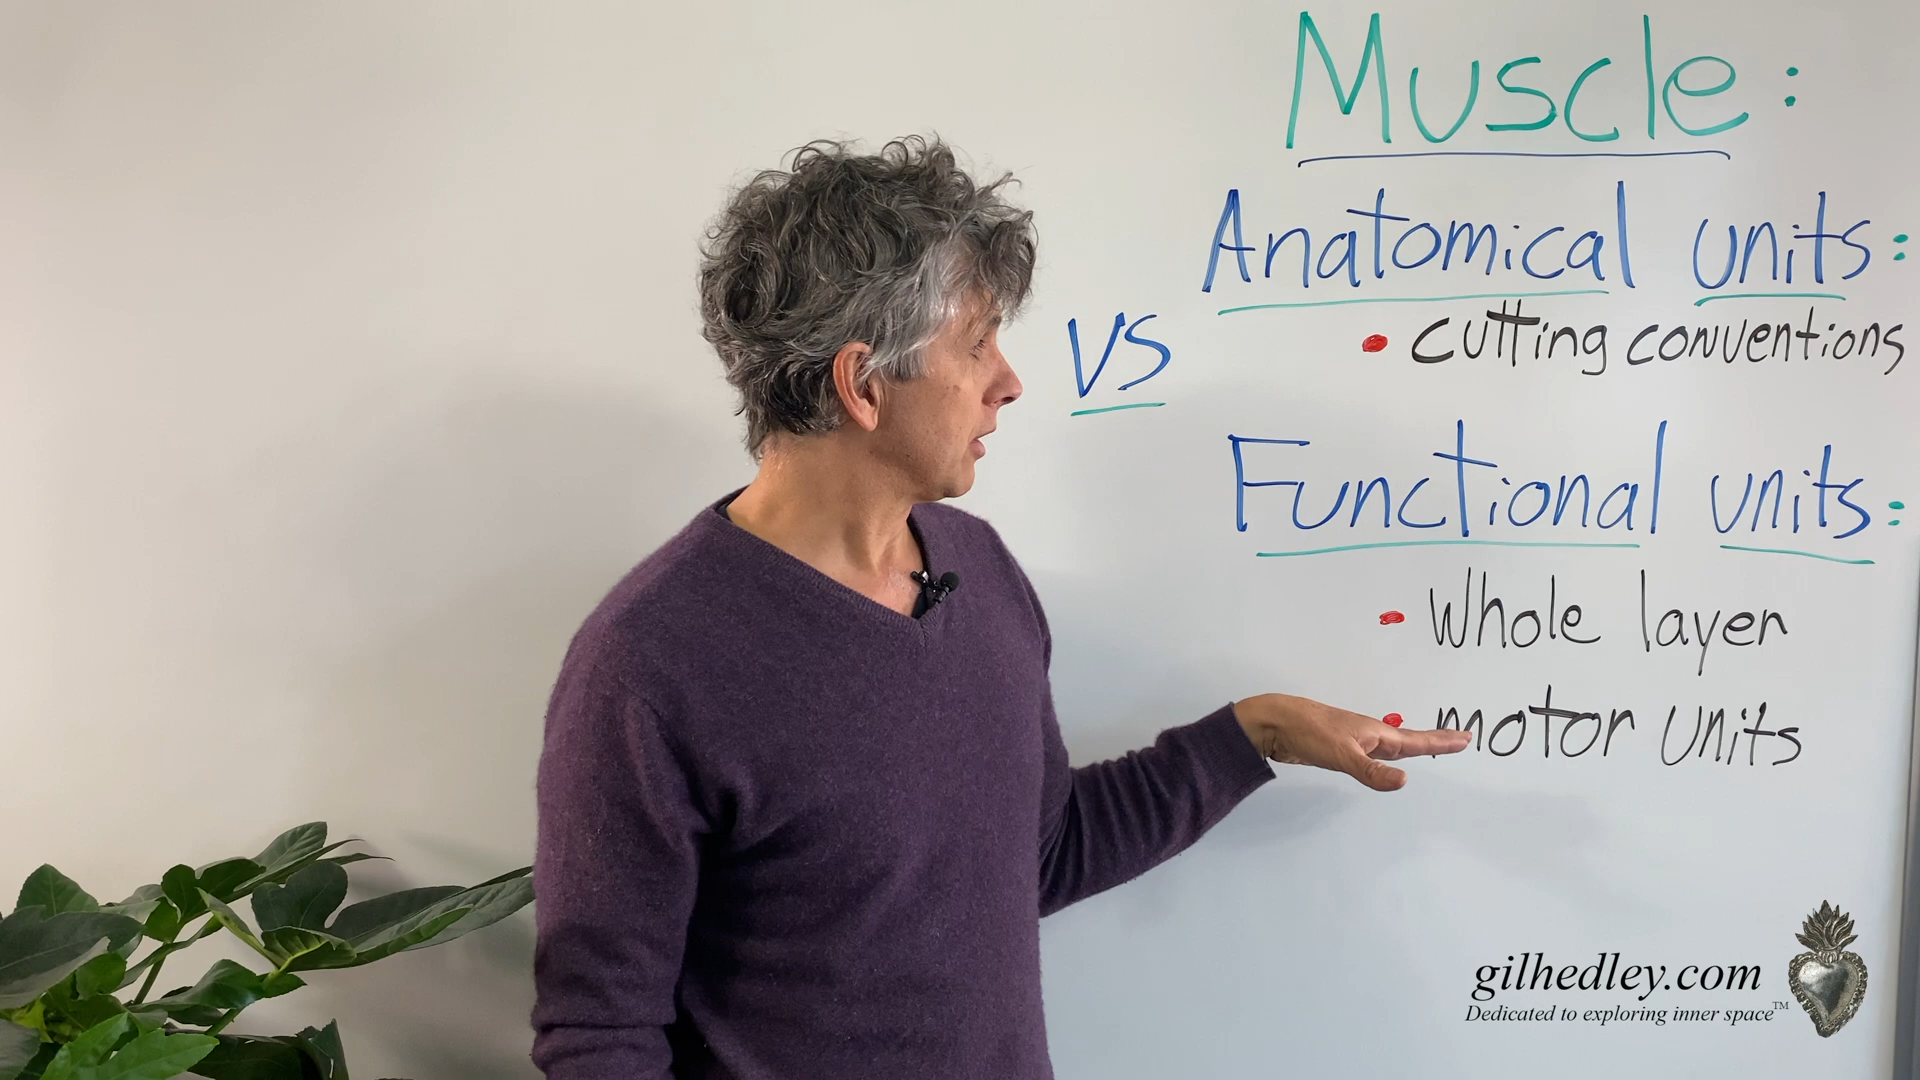 Muscle:
Anatomical units:
• cutting conventions
vs
Functional units:
• Whole layer
• motor units
gilhedley.com
Dedicated to exploring inner space™